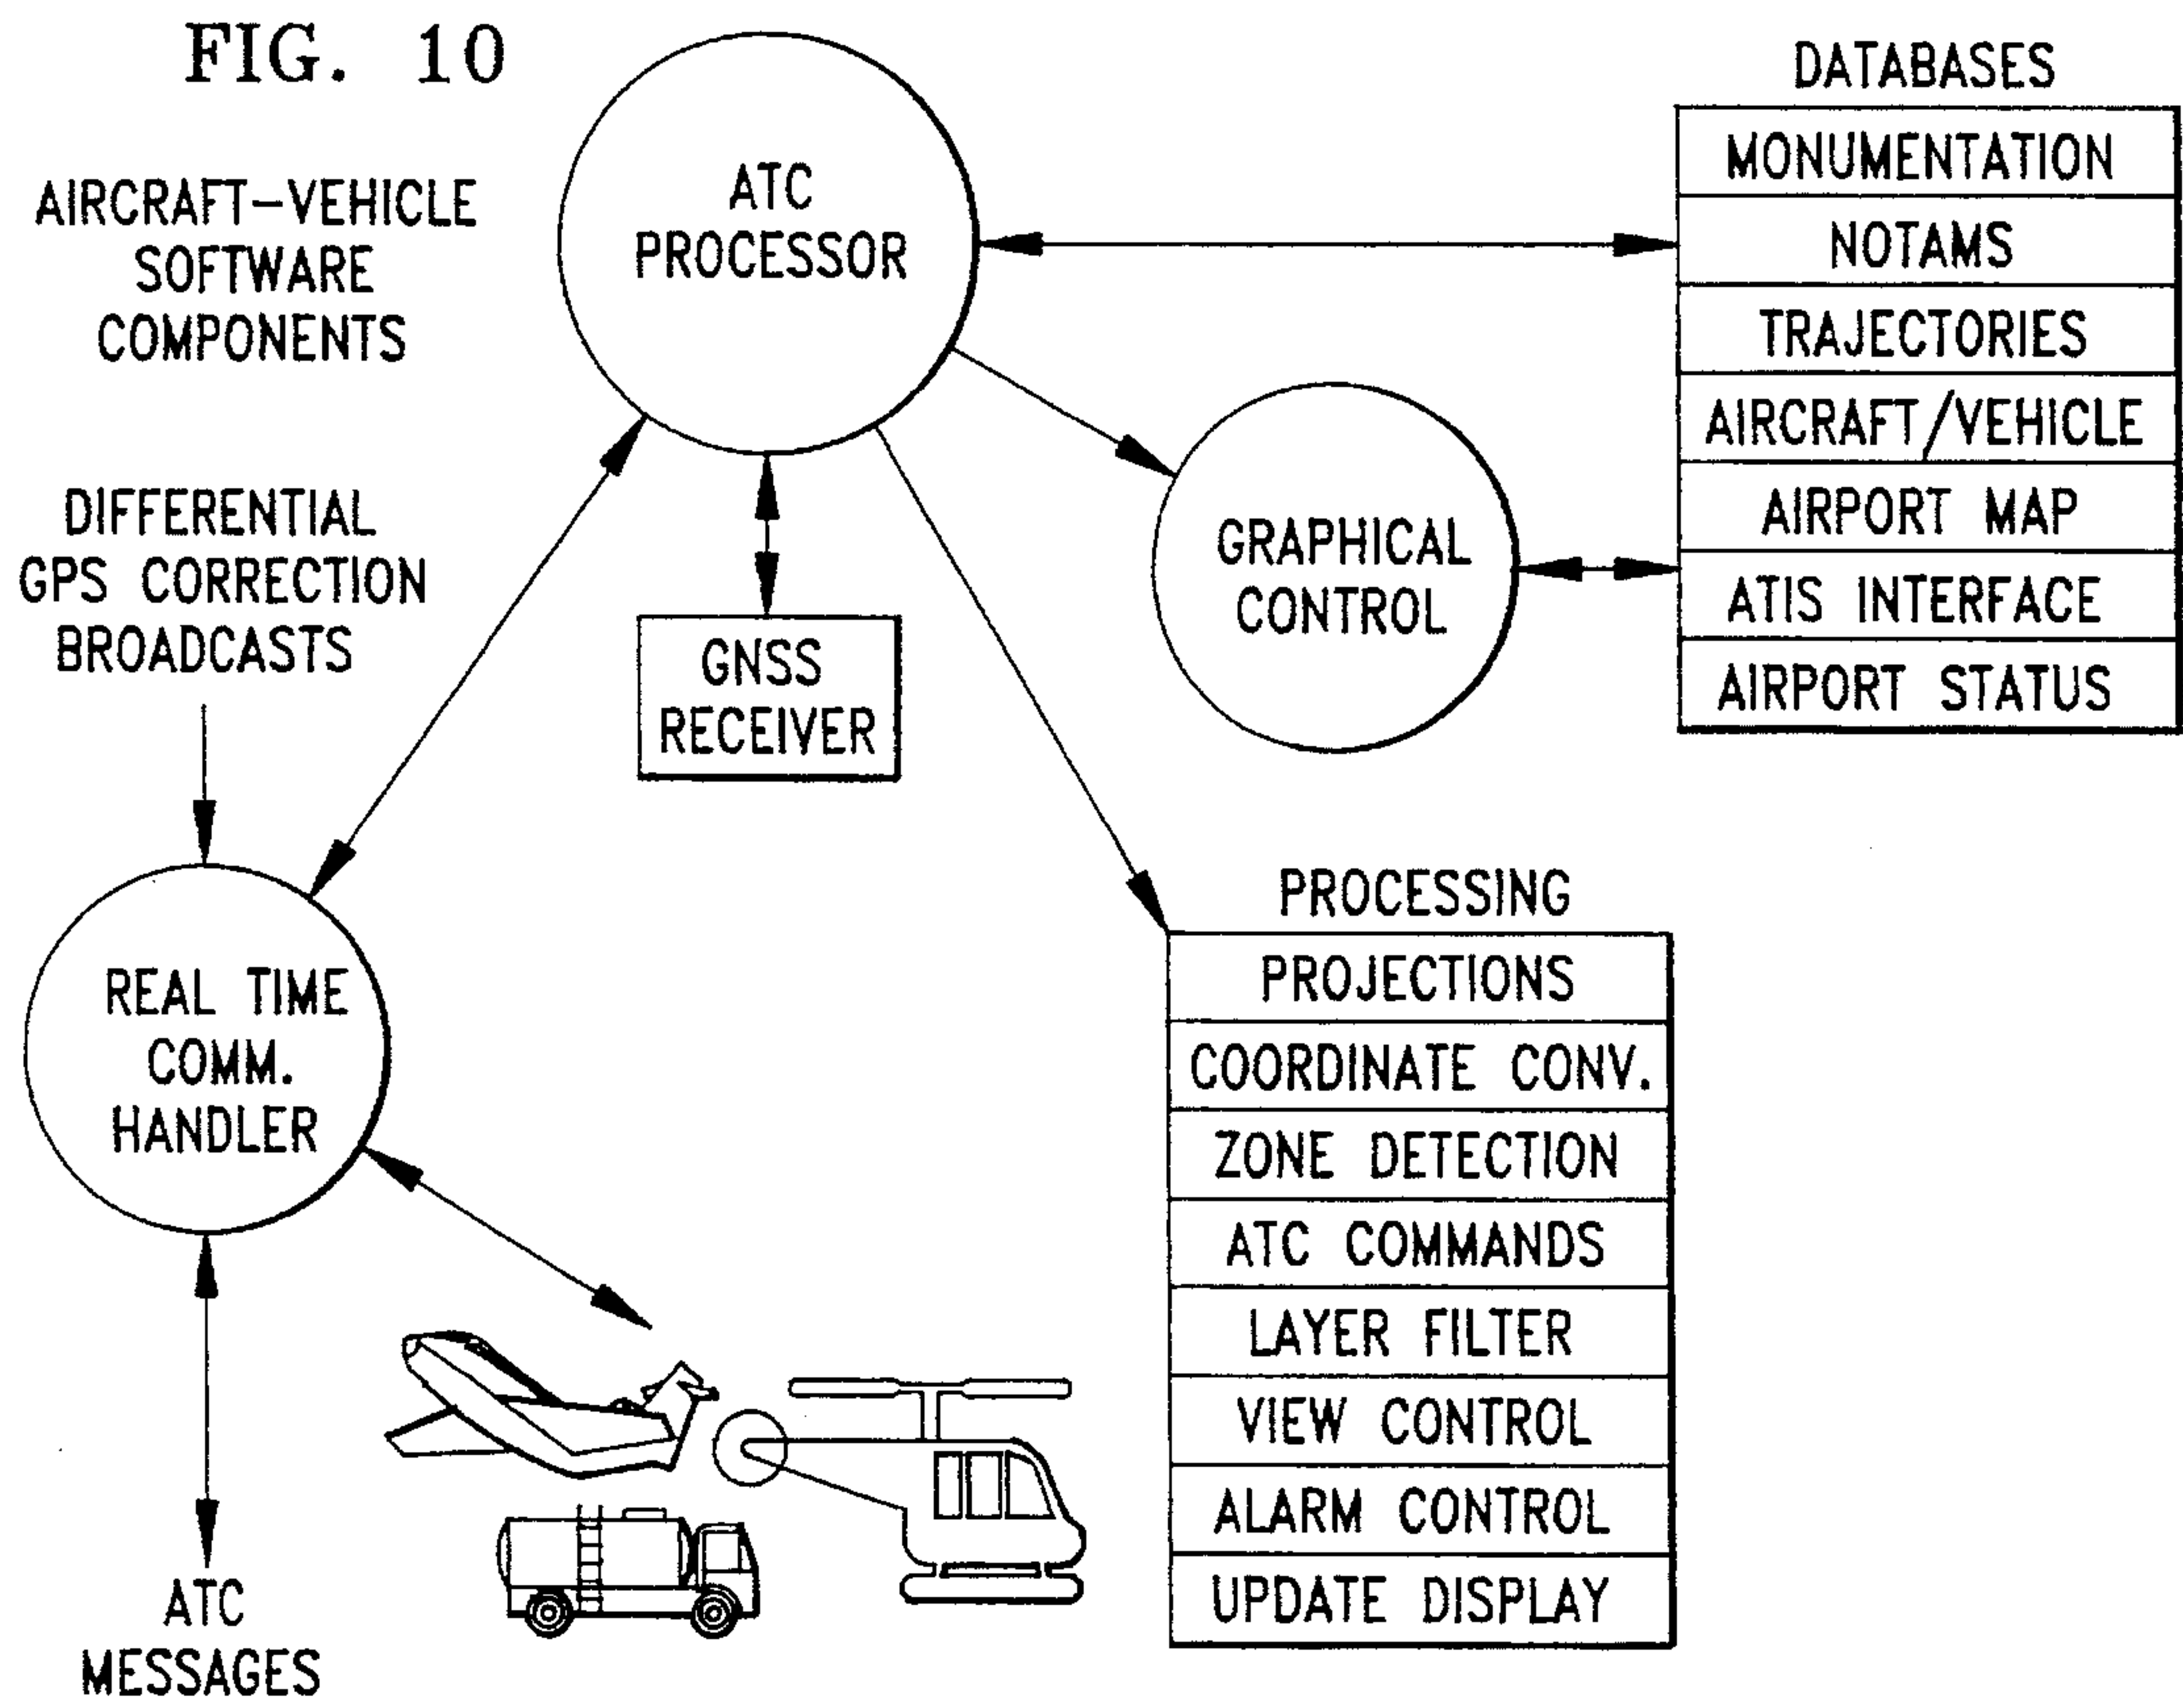 FIG. 10
AIRCRAFT-VEHICLE
SOFTWARE
COMPONENTS
ATC
PROCESSOR
DATABASES
MONUMENTATION
NOTAMS
TRAJECTORIES
AIRCRAFT/VEHICLE
AIRPORT MAP
ATIS INTERFACE
AIRPORT STATUS
DIFFERENTIAL
GPS CORRECTION
BROADCASTS
GNSS
RECEIVER
GRAPHICAL
CONTROL
REAL TIME
COMM.
HANDLER
PROCESSING
PROJECTIONS
COORDINATE CONV.
ZONE DETECTION
ATC COMMANDS
LAYER FILTER
VIEW CONTROL
ALARM CONTROL
UPDATE DISPLAY
ATC
MESSAGES